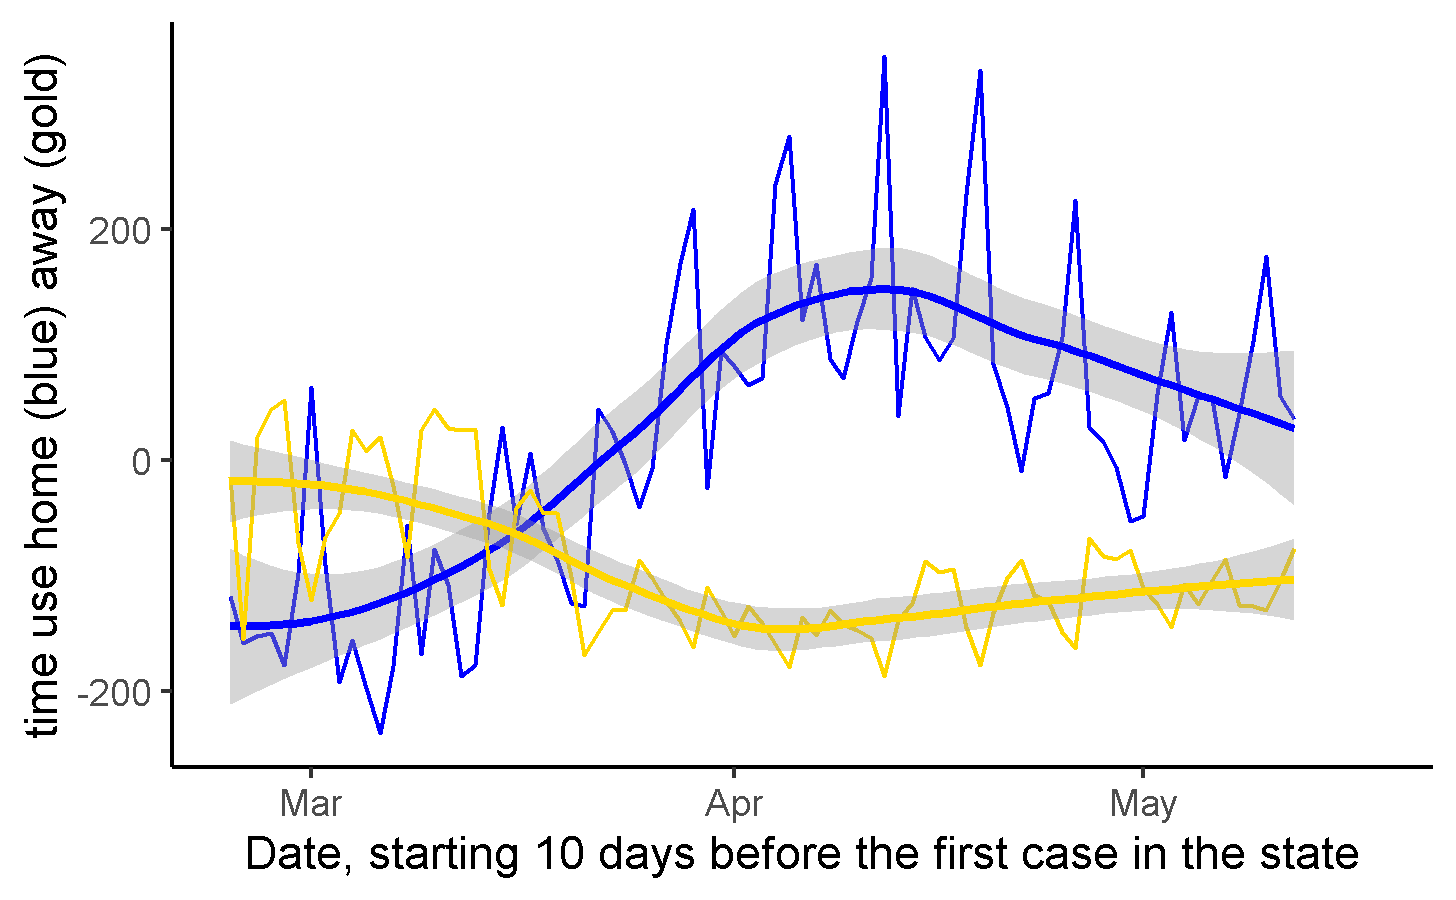 time use home (blue) away (gold)
200
0
-200
Mar
Apr
May
Date, starting 10 days before the first case in the state